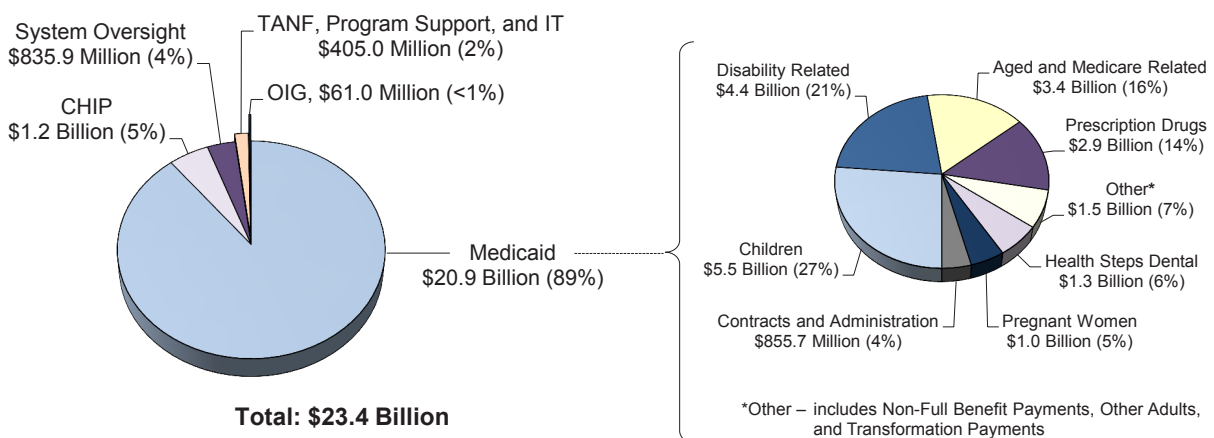 System Oversight
$835.9 Million (4%)
TANF, Program Support, and IT
$405.0 Million (2%)
OIG, $61.0 Million (<1%)
CHIP
$1.2 Billion (5%)
Medicaid
$20.9 Billion (89%)
Total: $23.4 Billion
Disability Related
$4.4 Billion (21%)
Aged and Medicare Related
$3.4 Billion (16%)
Prescription Drugs
$2.9 Billion (14%)
Other*
$1.5 Billion (7%)
Children
$5.5 Billion (27%)
Health Steps Dental
$1.3 Billion (6%)
Contracts and Administration
$855.7 Million (4%)
Pregnant Women
$1.0 Billion (5%)
*Other – includes Non-Full Benefit Payments, Other Adults,
and Transformation Payments